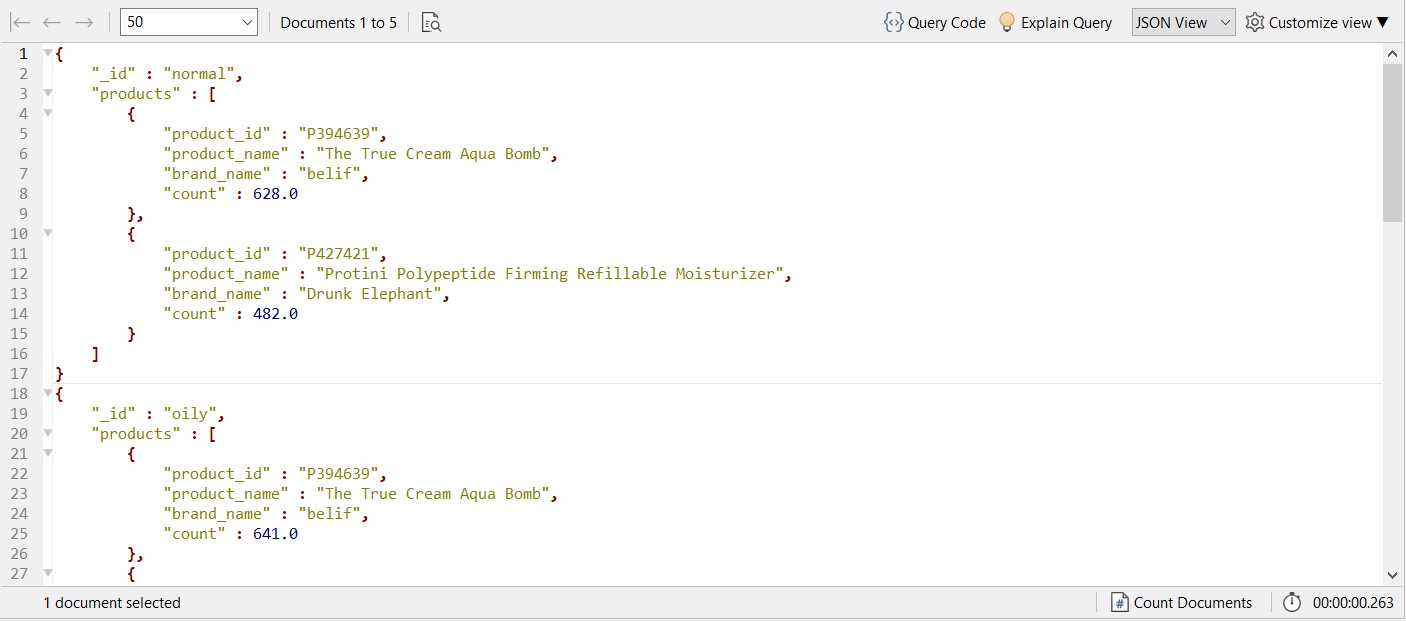 50 Documents 1 to 5 Query Code Explain Query JSON View Customize view
1 {
2 "_id" : "normal",
3 "products" : [
4 {
5 "product_id" : "P394639",
6 "product_name" : "The True Cream Aqua Bomb",
7 "brand_name" : "belif",
8 "count" : 628.0
9 },
10 {
11 "product_id" : "P427421",
12 "product_name" : "Protini Polypeptide Firming Refillable Moisturizer",
13 "brand_name" : "Drunk Elephant",
14 "count" : 482.0
15 }
16 ]
17 }
18 {
19 "_id" : "oily",
20 "products" : [
21 {
22 "product_id" : "P394639",
23 "product_name" : "The True Cream Aqua Bomb",
24 "brand_name" : "belif",
25 "count" : 641.0
26 },
27 {
1 document selected # Count Documents 00:00:00.263